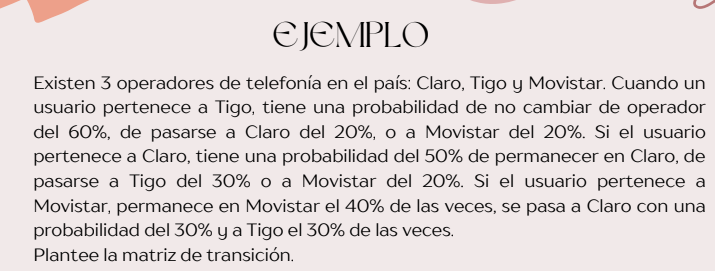 EJEMPLO
Existen 3 operadores de telefonía en el país: Claro, Tigo y Movistar. Cuando un
usuario pertenece a Tigo, tiene una probabilidad de no cambiar de operador
del 60%, de pasarse a Claro del 20%, o a Movistar del 20%. Si el usuario
pertenece a Claro, tiene una probabilidad del 50% de permanecer en Claro, de
pasarse a Tigo del 30% o a Movistar del 20%. Si el usuario pertenece a
Movistar, permanece en Movistar el 40% de las veces, se pasa a Claro con una
probabilidad del 30% y a Tigo el 30% de las veces.
Plantee la matriz de transición.